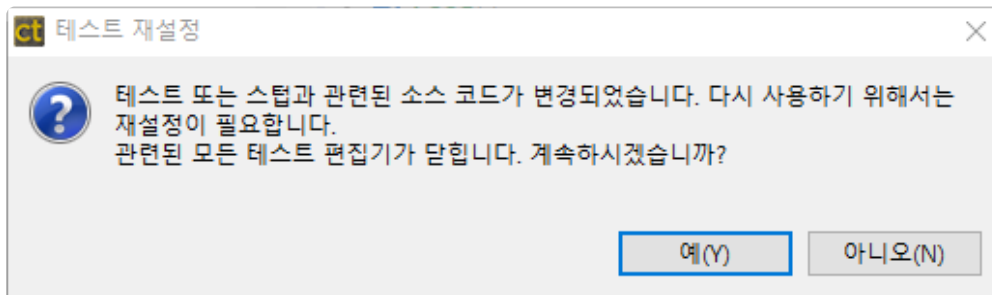 ct 테스트 재설정
테스트 또는 스텁과 관련된 소스 코드가 변경되었습니다. 다시 사용하기 위해서는
재설정이 필요합니다.
관련된 모든 테스트 편집기가 닫힙니다. 계속하시겠습니까?
예(Y) 아니오(N)